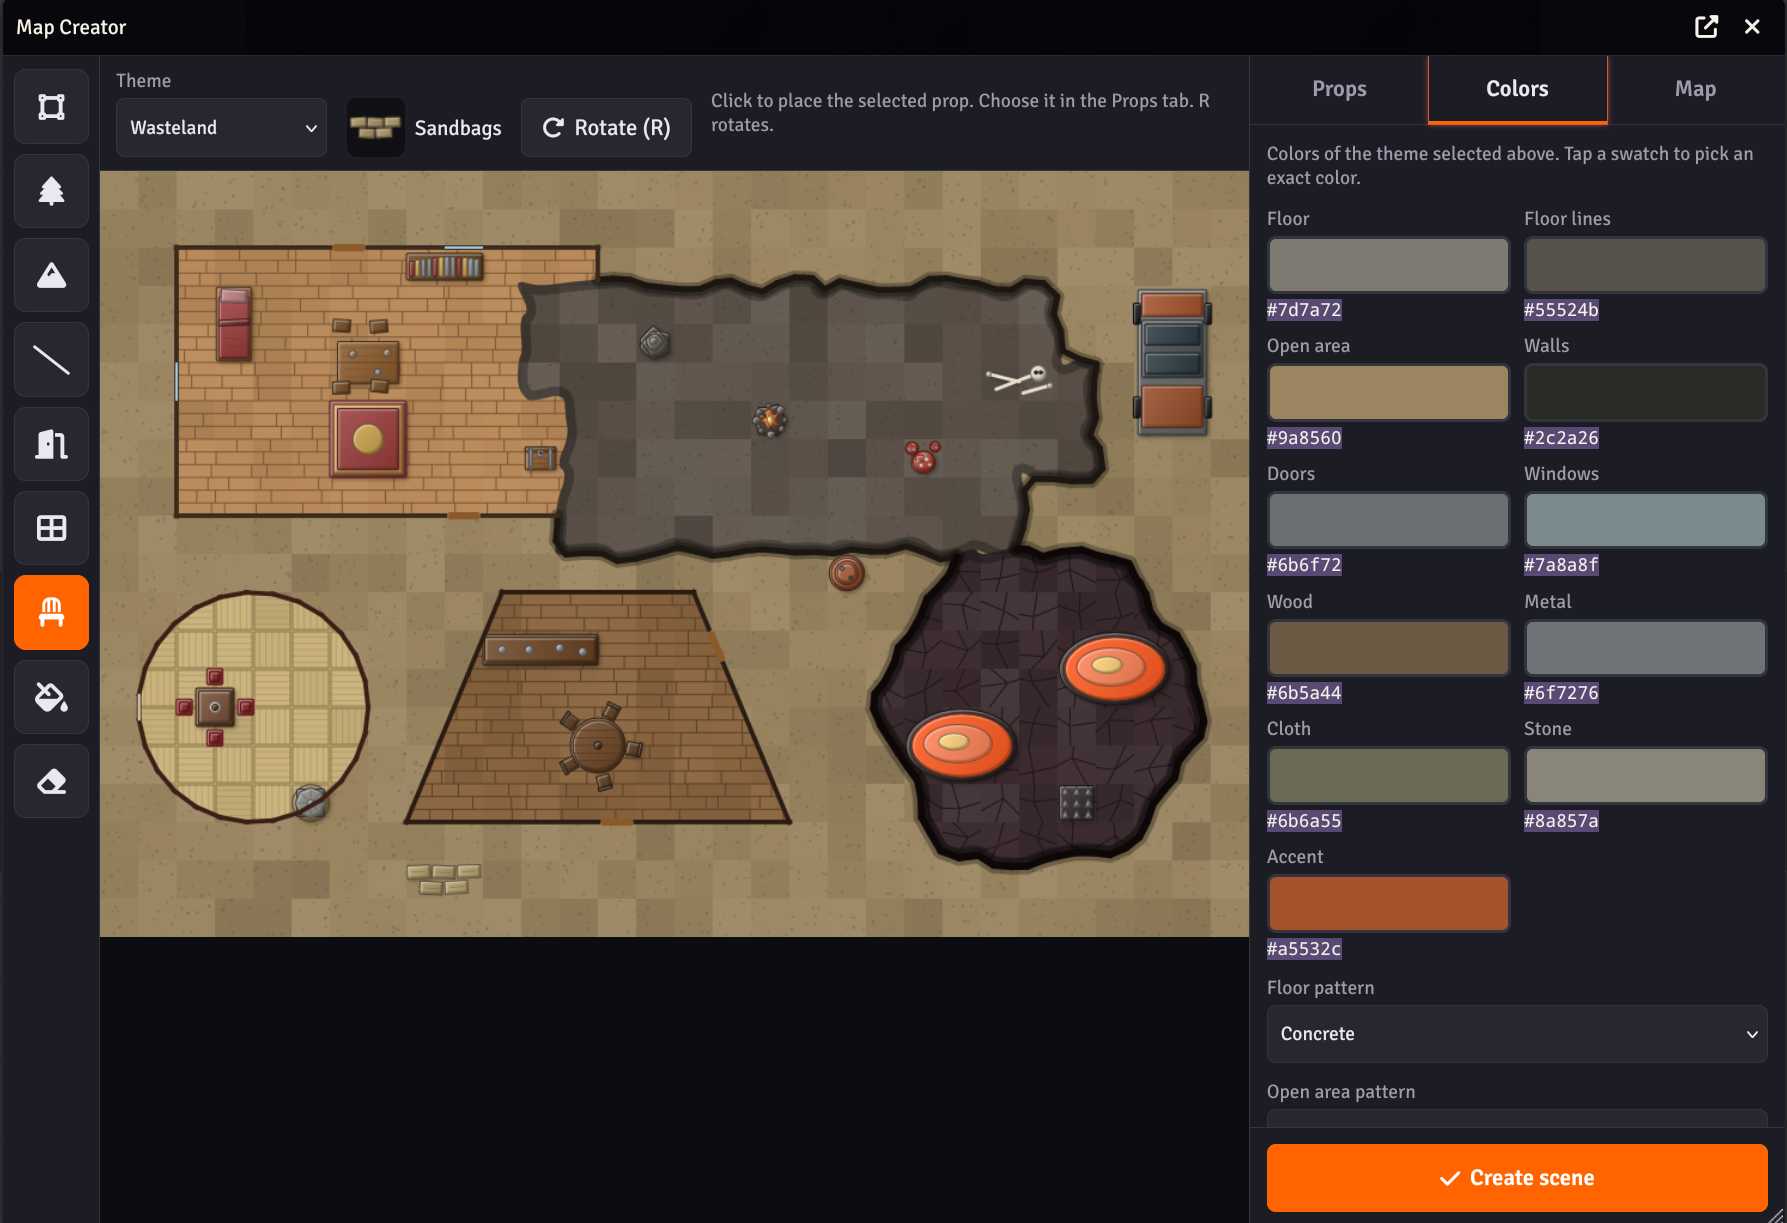 Map Creator
Theme
Wasteland
Sandbags
Rotate (R)
Click to place the selected prop. Choose it in the Props tab. R
rotates.
Props
Colors
Map
Colors of the theme selected above. Tap a swatch to pick an
exact color.
Floor
Floor lines
#7d7a72
#55524b
Open area
Walls
#9a8560
#2c2a26
Doors
Windows
#6b6f72
#7a8a8f
Wood
Metal
#6b5a44
#6f7276
Cloth
Stone
#6b6a55
#8a857a
Accent
#a5532c
Floor pattern
Concrete
Open area pattern
Create scene